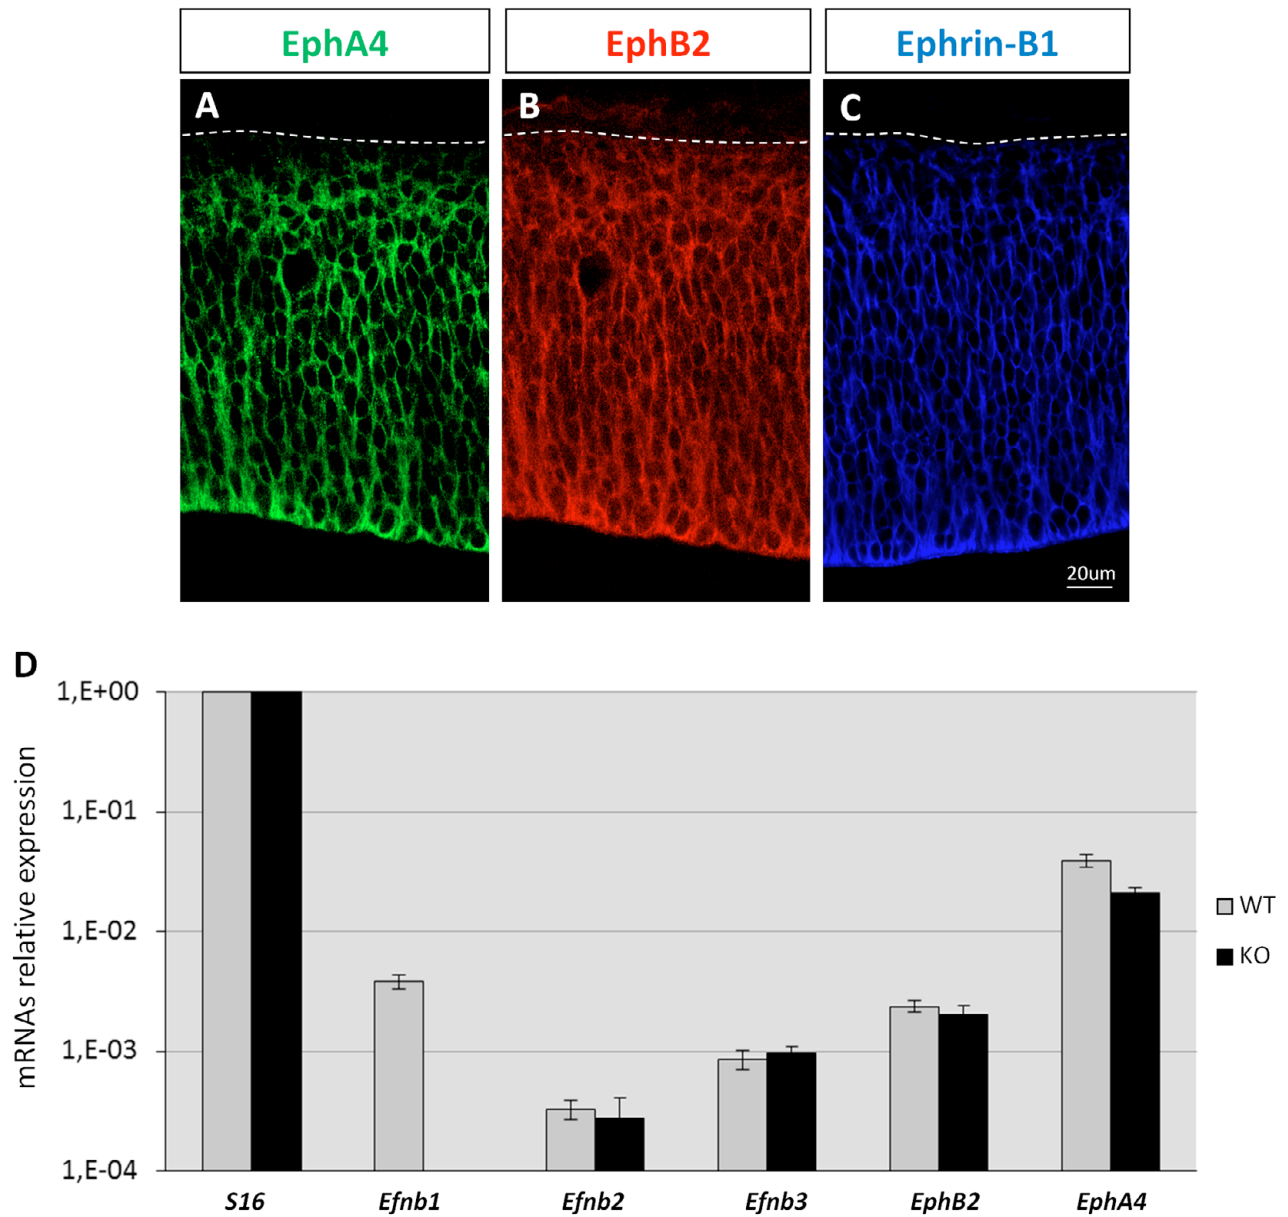 EphA4 EphB2 Ephrin-B1
A B C
20um
D
mRNAs relative expression
1,E+00
1,E-01
1,E-02
1,E-03
1,E-04
WT
KO
S16 Efnb1 Efnb2 Efnb3 EphB2 EphA4